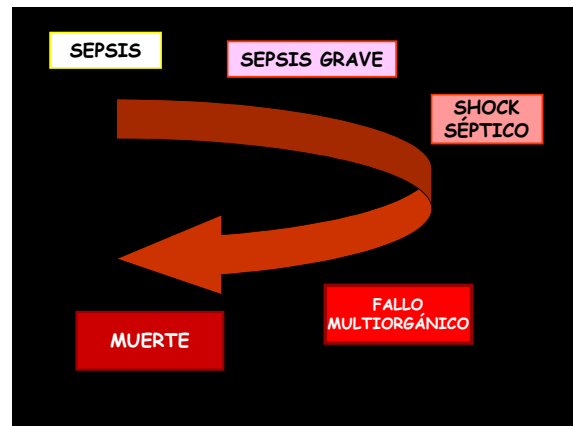 SEPSIS
SEPSIS GRAVE
SHOCK
SÉPTICO
FALLO
MULTIORGÁNICO
MUERTE